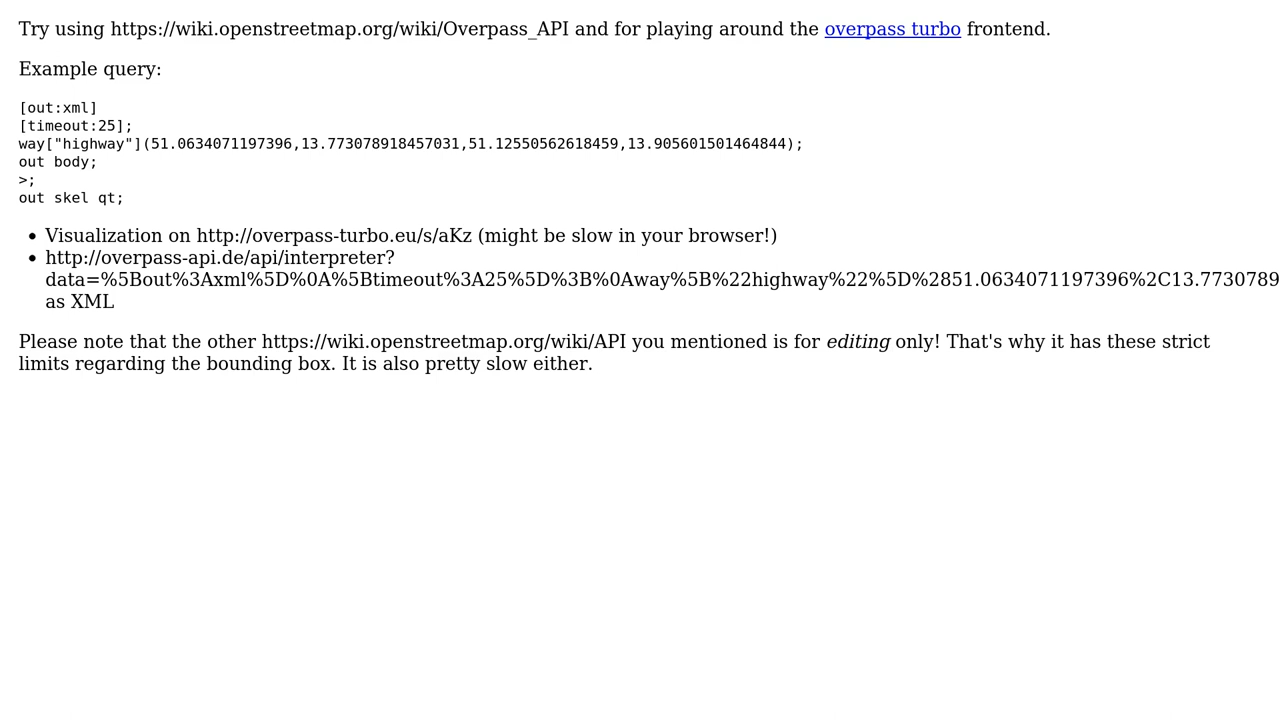 Try using https://wiki.openstreetmap.org/wiki/Overpass_API and for playing around the overpass turbo frontend.
Example query:
[out:xml]
[timeout:25];
way["highway"](51.0634071197396,13.773078918457031,51.12550562618459,13.905601501464844);
out body;
>;
out skel qt;
• Visualization on http://overpass-turbo.eu/s/aKz (might be slow in your browser!)
• http://overpass-api.de/api/interpreter?
data=%5Bout%3Axml%5D%0A%5Btimeout%3A25%5D%3B%0Away%5B%22highway%22%5D%2851.0634071197396%2C13.7730789
as XML
Please note that the other https://wiki.openstreetmap.org/wiki/API you mentioned is for editing only! That's why it has these strict
limits regarding the bounding box. It is also pretty slow either.